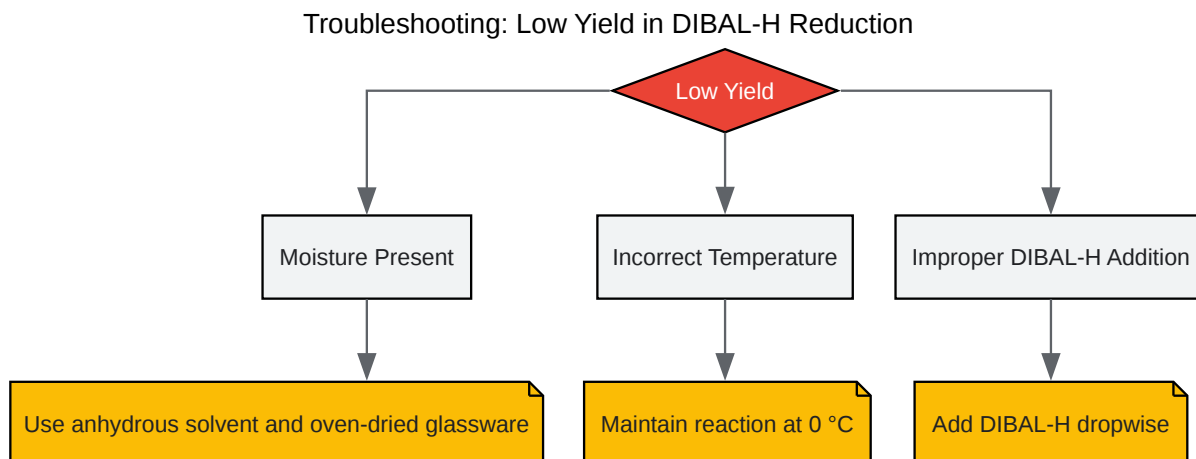 Troubleshooting: Low Yield in DIBAL-H Reduction
Low Yield
Moisture Present
Incorrect Temperature
Improper DIBAL-H Addition
Use anhydrous solvent and oven-dried glassware
Maintain reaction at 0 °C
Add DIBAL-H dropwise